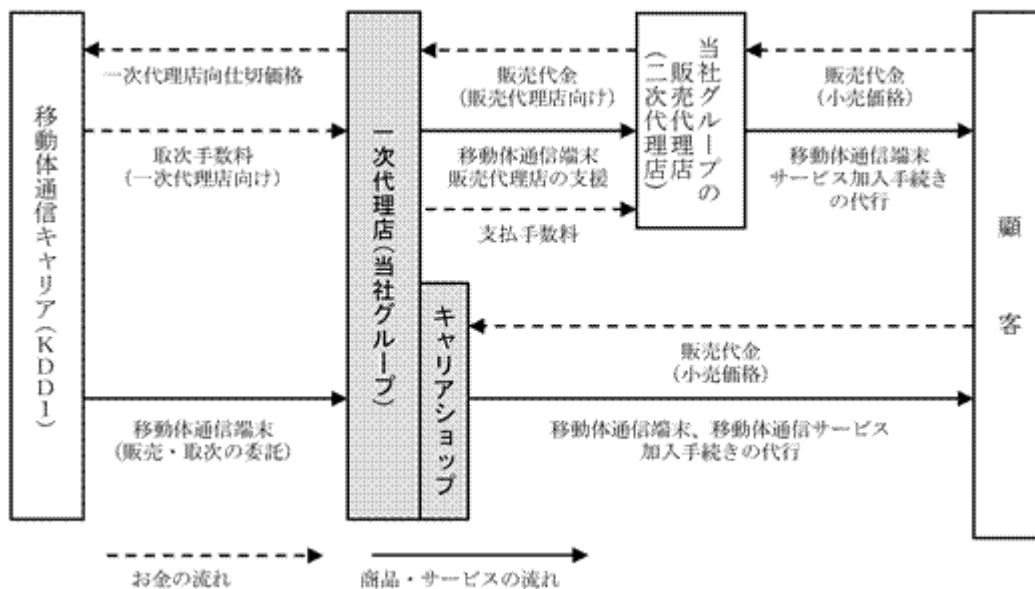 移動体通信キャリア(KDDI)
一次代理店向仕切価格
取次手数料
(一次代理店向け)
移動体通信端末
(販売・取次の委託)
一次代理店(当社グループ)
キャリアショップ
販売代金
(販売代理店向け)
移動体通信端末
販売代理店の支援
支払手数料
当社グループの
販売代理店
(二次代理店)
販売代金
(小売価格)
移動体通信端末
サービス加入手続き
の代行
販売代金
(小売価格)
移動体通信端末、移動体通信サービス
加入手続きの代行
顧客
お金の流れ
商品・サービスの流れ